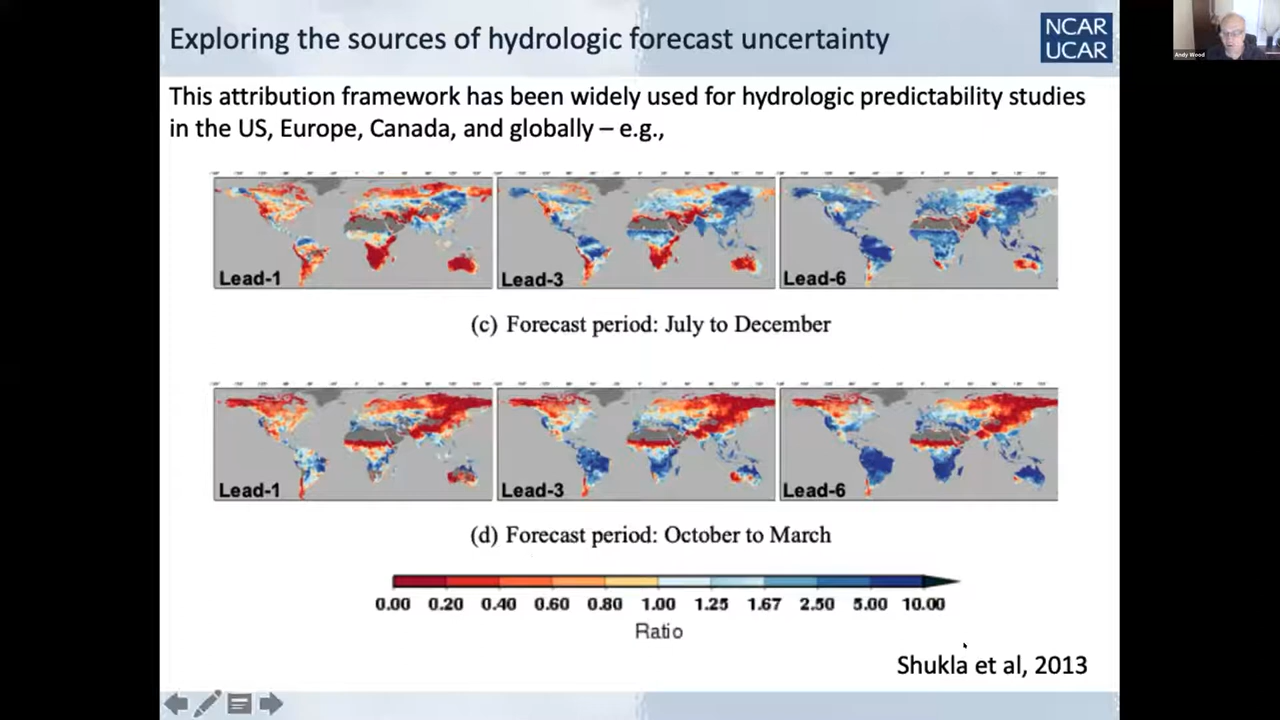 Exploring the sources of hydrologic forecast uncertainty
NCAR
UCAR
Andy Wood
This attribution framework has been widely used for hydrologic predictability studies
in the US, Europe, Canada, and globally – e.g.,
Lead-1
Lead-3
Lead-6
(c) Forecast period: July to December
Lead-1
Lead-3
Lead-6
(d) Forecast period: October to March
0.00 0.20 0.40 0.60 0.80 1.00 1.25 1.67 2.50 5.00 10.00
Ratio
Shukla et al, 2013